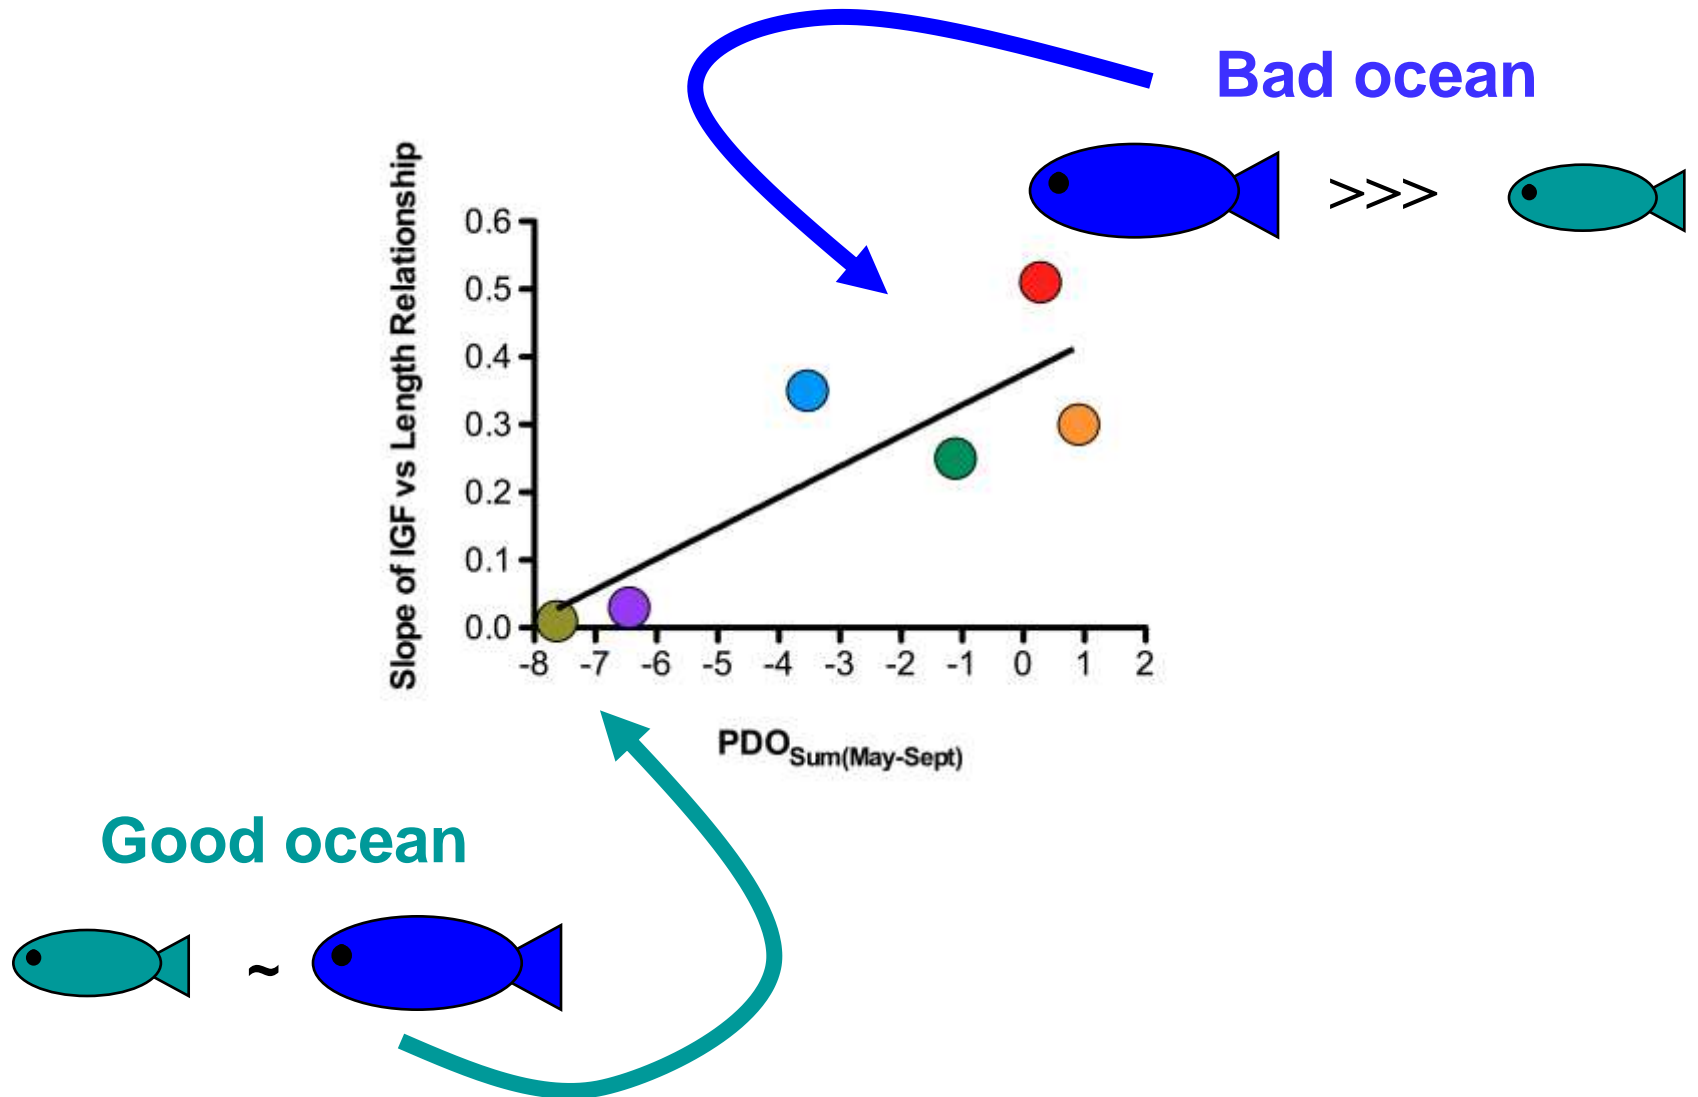 Bad ocean
>>>
Slope of IGF vs Length Relationship
0.6
0.5
0.4
0.3
0.2
0.1
0.0
-8 -7 -6 -5 -4 -3 -2 -1 0 1 2
PDOSum(May-Sept)
Good ocean
~